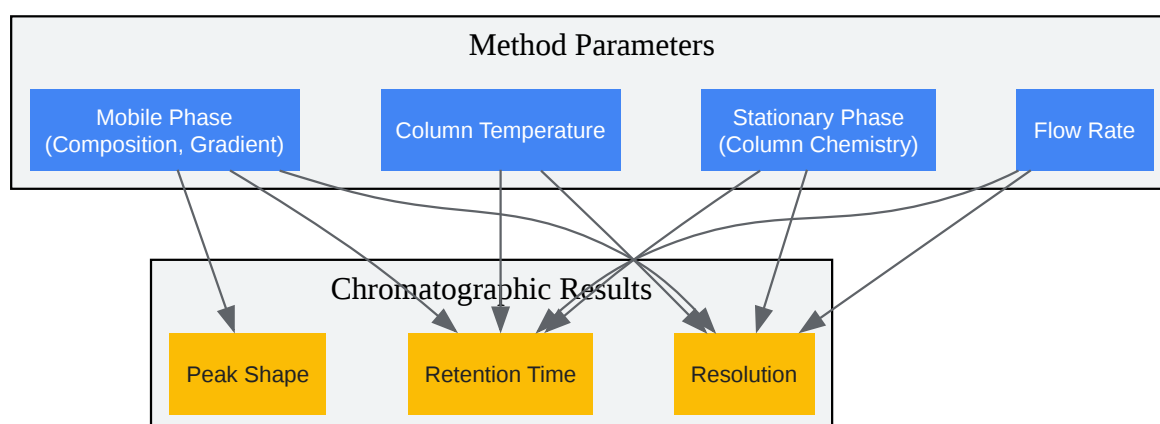 Method Parameters
Mobile Phase
(Composition, Gradient)
Column Temperature
Stationary Phase
(Column Chemistry)
Flow Rate
Chromatographic Results
Peak Shape
Retention Time
Resolution